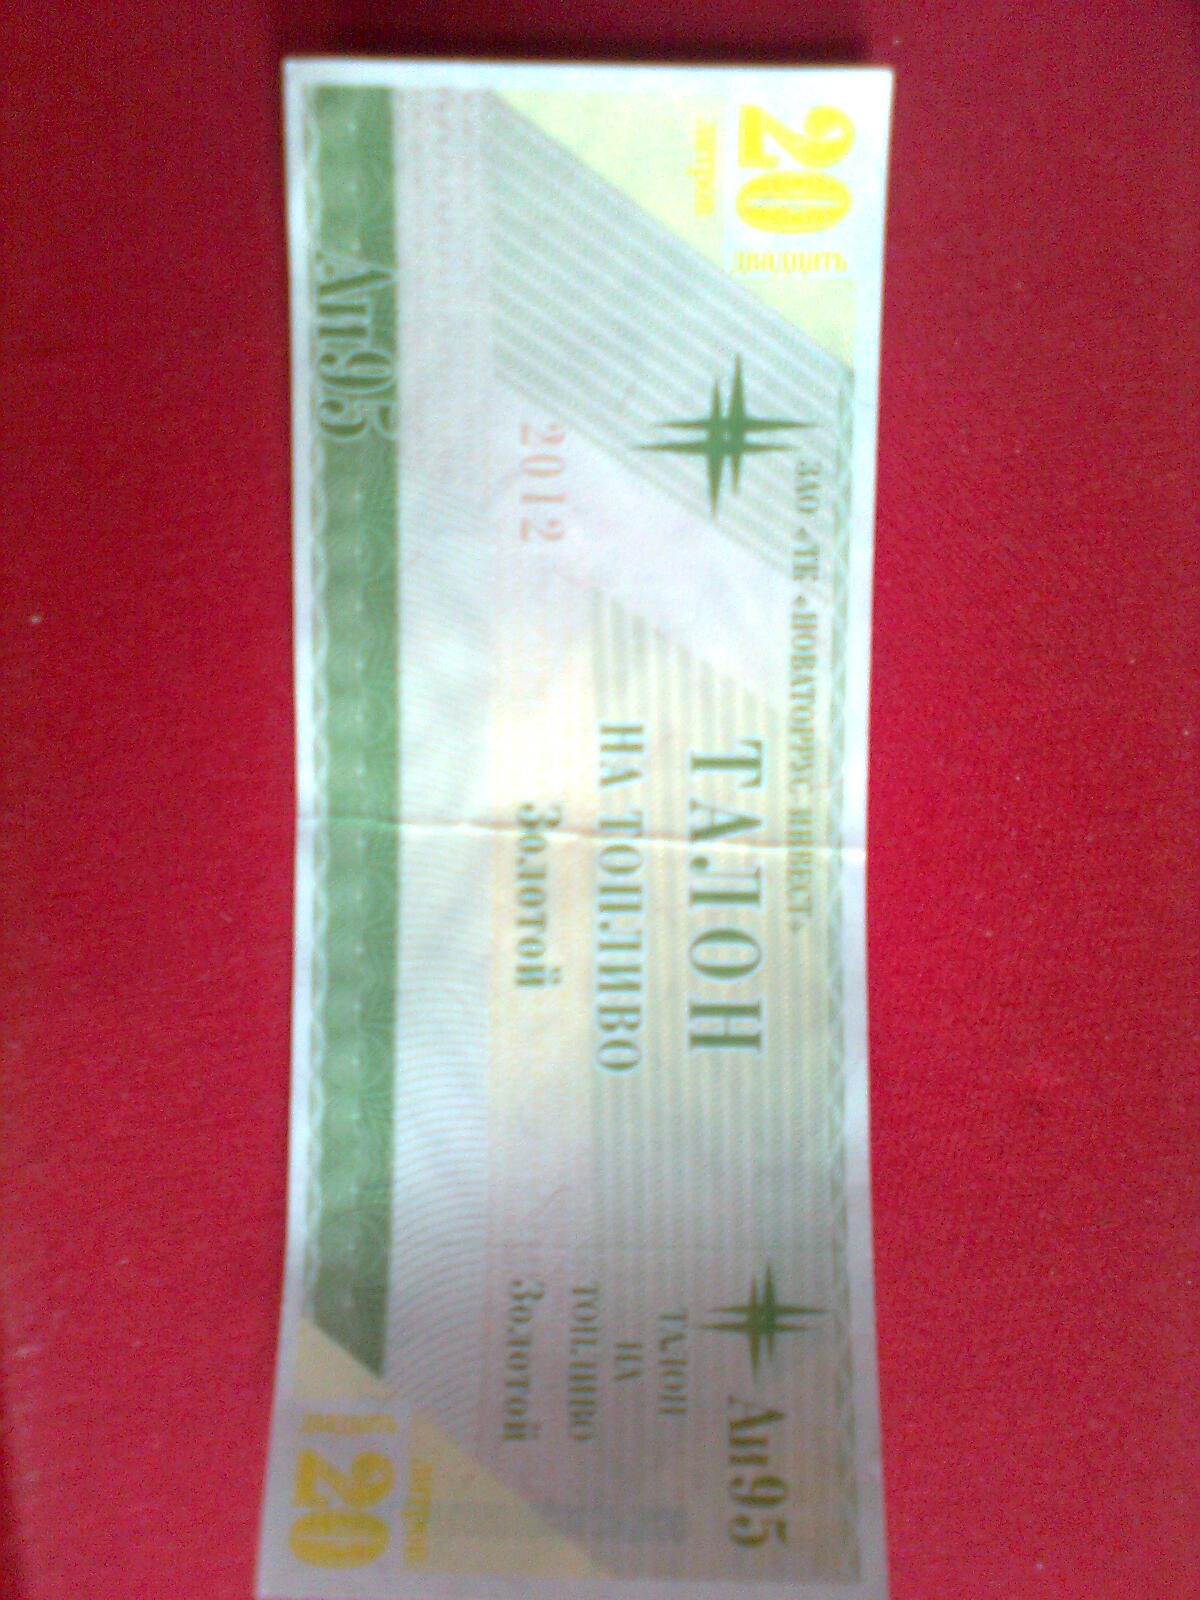 20
двадцать
литров
ЗАО «ТК «НОВАТОРРЭС-ИНВЕСТ»
ТАЛОН
НА ТОПЛИВО
2012
Золотой
Аи95
Аи95
ТАЛОН
НА
ТОПЛИВО
Золотой
литров
20
двадцать